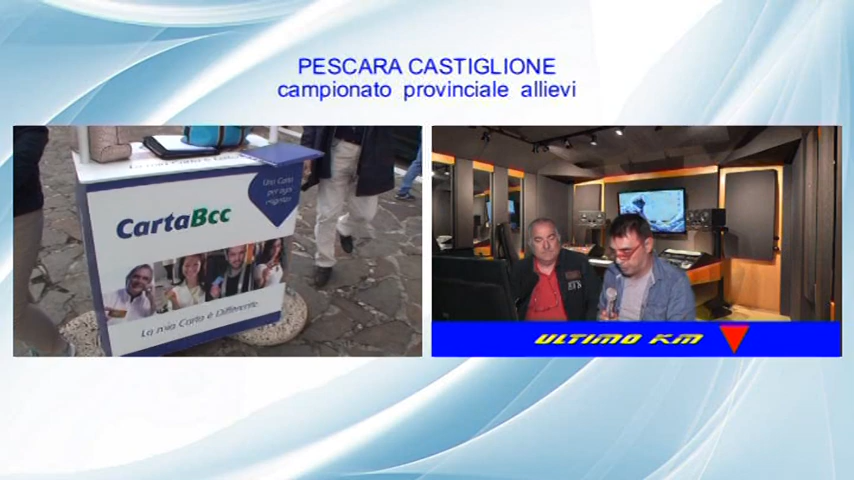 PESCARA CASTIGLIONE
campionato provinciale allievi
Una Carta
per ogni
esigenza
CartaBcc
La mia Carta è Differente
ULTIMO KM